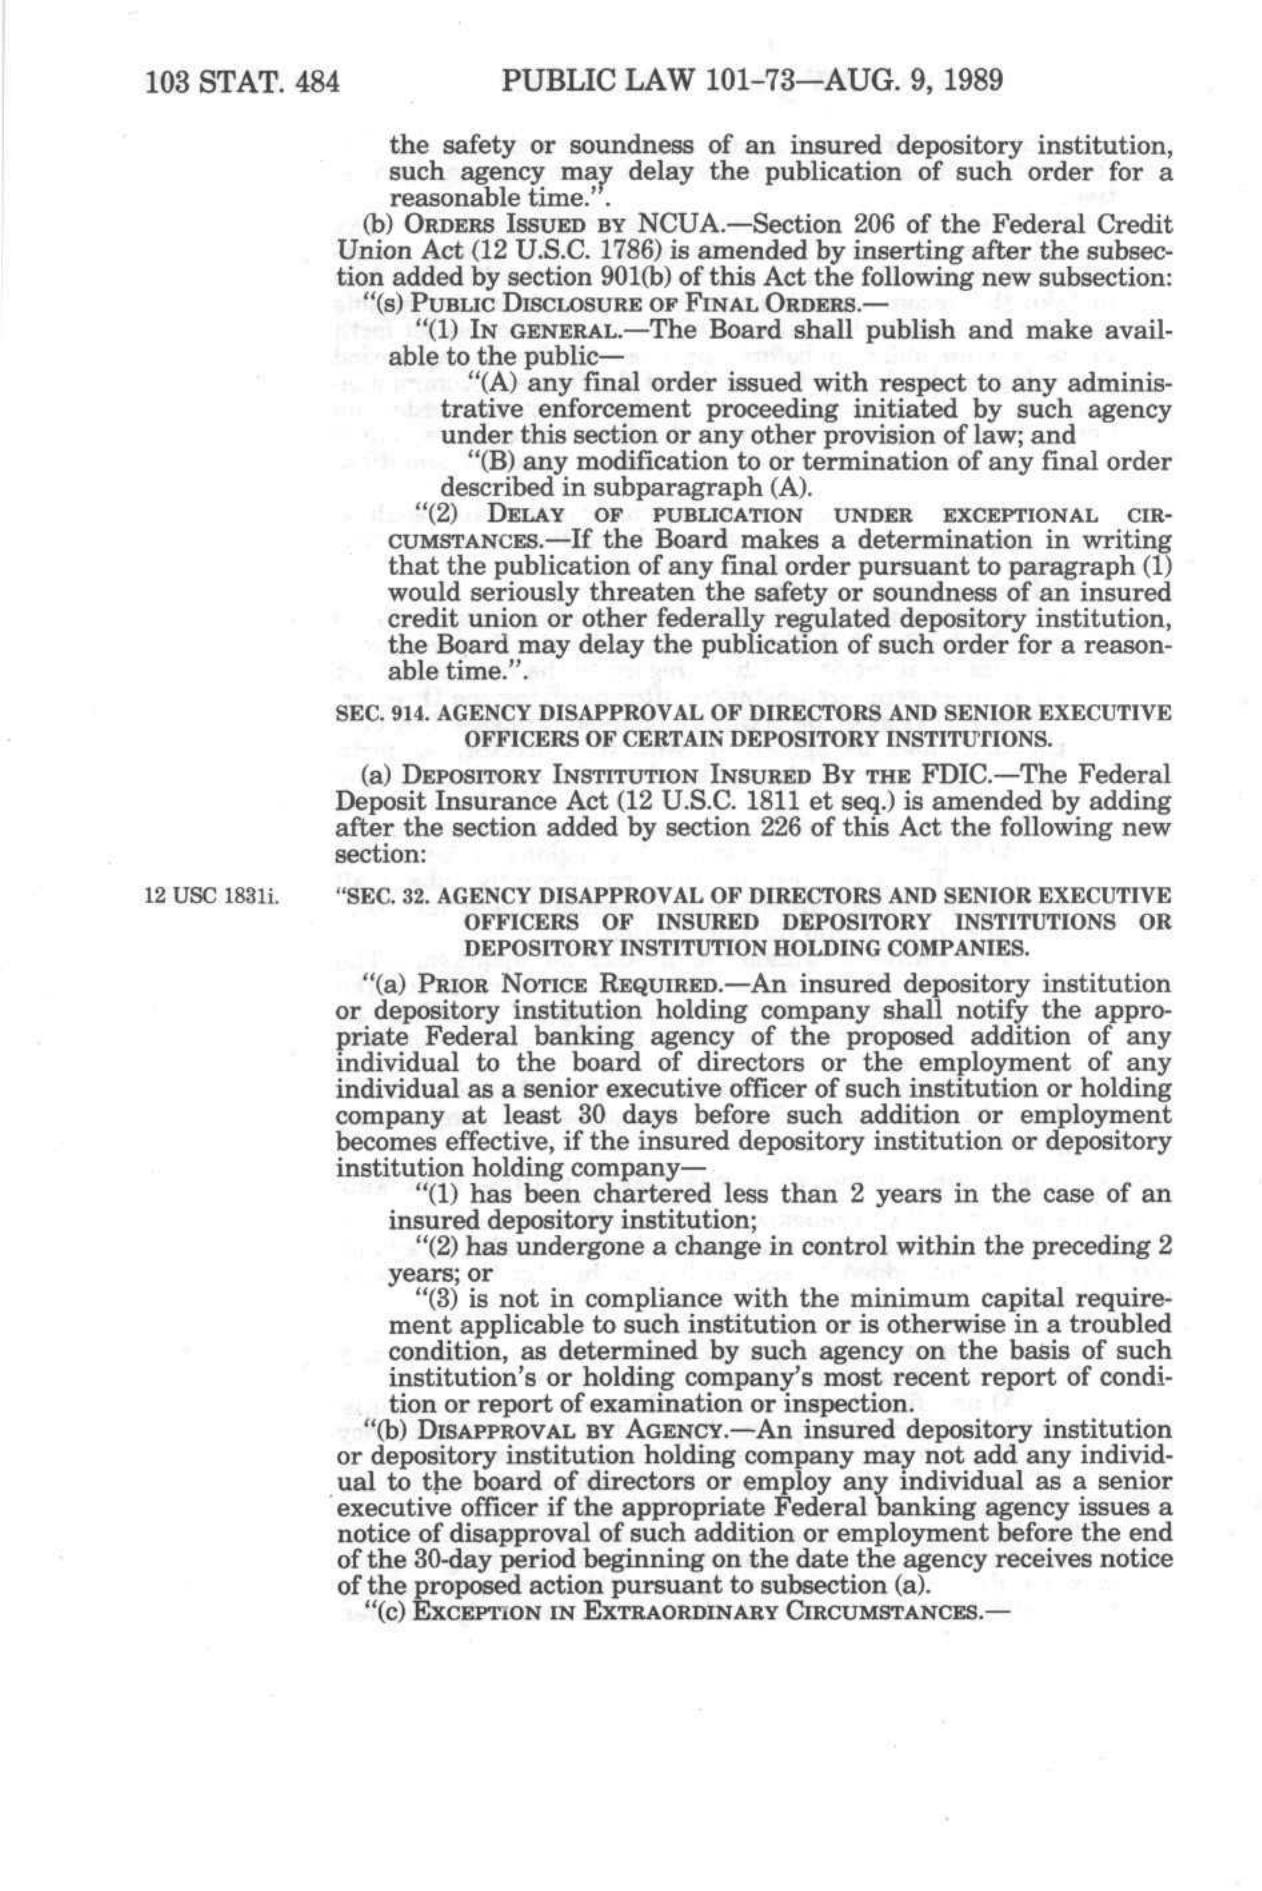 103 STAT. 484
PUBLIC LAW 101-73—AUG. 9, 1989
the safety or soundness of an insured depository institution,
such agency may delay the publication of such order for a
reasonable time.”.
(b) ORDERS ISSUED BY NCUA.—Section 206 of the Federal Credit
Union Act (12 U.S.C. 1786) is amended by inserting after the subsec-
tion added by section 901(b) of this Act the following new subsection:
“(s) PUBLIC DISCLOSURE OF FINAL ORDERS.—
“(1) IN GENERAL.—The Board shall publish and make avail-
able to the public—
“(A) any final order issued with respect to any adminis-
trative enforcement proceeding initiated by such agency
under this section or any other provision of law; and
“(B) any modification to or termination of any final order
described in subparagraph (A).
“(2) DELAY OF PUBLICATION UNDER EXCEPTIONAL CIR-
CUMSTANCES.—If the Board makes a determination in writing
that the publication of any final order pursuant to paragraph (1)
would seriously threaten the safety or soundness of an insured
credit union or other federally regulated depository institution,
the Board may delay the publication of such order for a reason-
able time.”.
SEC. 914. AGENCY DISAPPROVAL OF DIRECTORS AND SENIOR EXECUTIVE
OFFICERS OF CERTAIN DEPOSITORY INSTITUTIONS.
(a) DEPOSITORY INSTITUTION INSURED BY THE FDIC.—The Federal
Deposit Insurance Act (12 U.S.C. 1811 et seq.) is amended by adding
after the section added by section 226 of this Act the following new
section:
12 USC 1831i.
“SEC. 32. AGENCY DISAPPROVAL OF DIRECTORS AND SENIOR EXECUTIVE
OFFICERS OF INSURED DEPOSITORY INSTITUTIONS OR
DEPOSITORY INSTITUTION HOLDING COMPANIES.
“(a) PRIOR NOTICE REQUIRED.—An insured depository institution
or depository institution holding company shall notify the appro-
priate Federal banking agency of the proposed addition of any
individual to the board of directors or the employment of any
individual as a senior executive officer of such institution or holding
company at least 30 days before such addition or employment
becomes effective, if the insured depository institution or depository
institution holding company—
“(1) has been chartered less than 2 years in the case of an
insured depository institution;
“(2) has undergone a change in control within the preceding 2
years; or
“(3) is not in compliance with the minimum capital require-
ment applicable to such institution or is otherwise in a troubled
condition, as determined by such agency on the basis of such
institution's or holding company's most recent report of condi-
tion or report of examination or inspection.
“(b) DISAPPROVAL BY AGENCY.—An insured depository institution
or depository institution holding company may not add any individ-
ual to the board of directors or employ any individual as a senior
executive officer if the appropriate Federal banking agency issues a
notice of disapproval of such addition or employment before the end
of the 30-day period beginning on the date the agency receives notice
of the proposed action pursuant to subsection (a).
“(c) EXCEPTION IN EXTRAORDINARY CIRCUMSTANCES.—